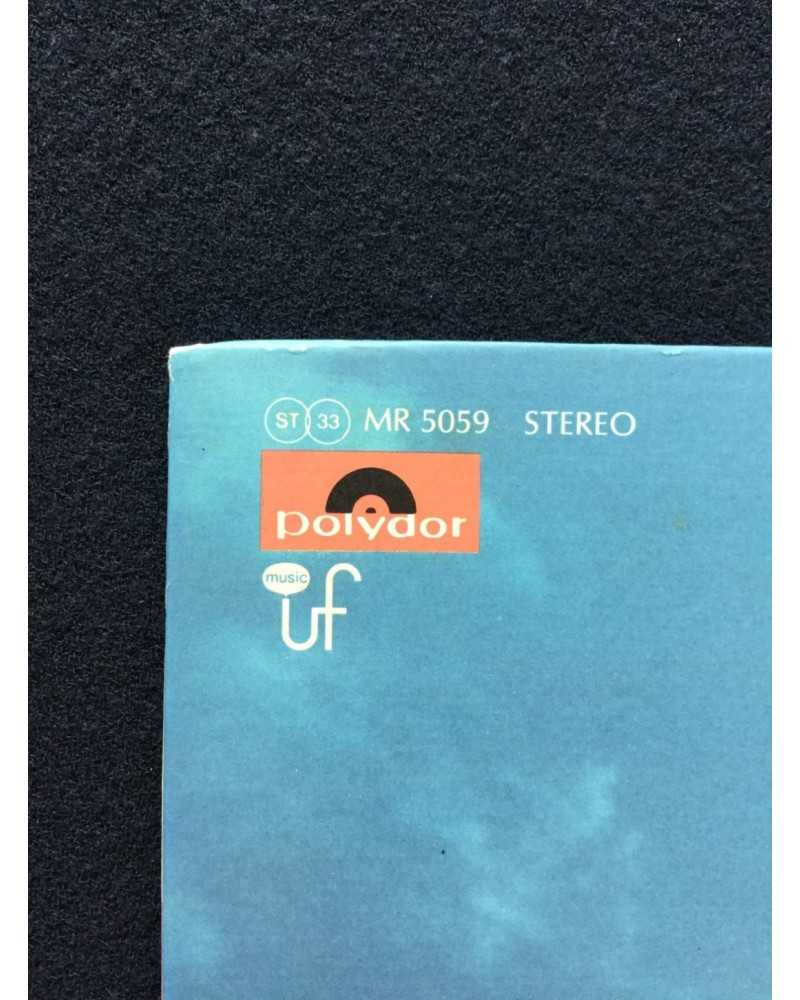 ST 33 MR 5059 STEREO
polydor
music
uf